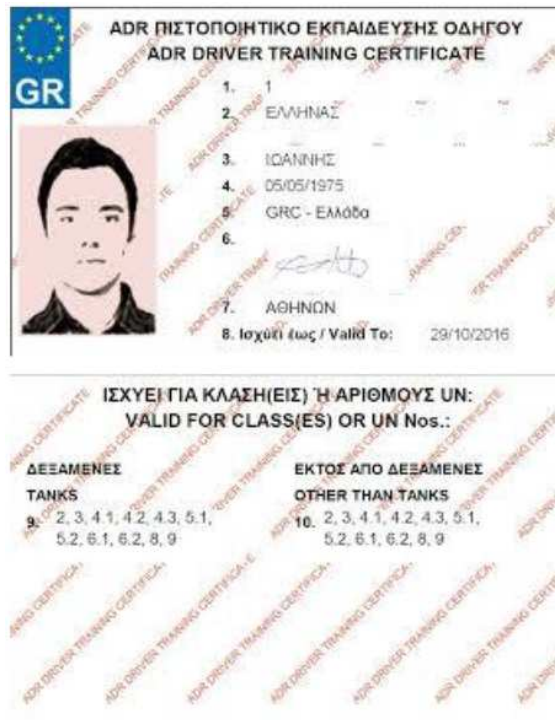 ADR ΠΙΣΤΟΠΟΙΗΤΙΚΟ ΕΚΠΑΙΔΕΥΣΗΣ ΟΔΗΓΟΥ
ADR DRIVER TRAINING CERTIFICATE
GR
1. 1
2. ΕΛΛΗΝΑΣ
3. ΙΩΑΝΝΗΣ
4. 05/05/1975
5. GRC - Ελλάδα
6.
7. ΑΘΗΝΩΝ
8. Ισχύει έως / Valid To: 29/10/2016
ΙΣΧΥΕΙ ΓΙΑ ΚΛΑΣΗ(ΕΙΣ) Ή ΑΡΙΘΜΟΥΣ UN:
VALID FOR CLASS(ES) OR UN Nos.:
ΔΕΞΑΜΕΝΕΣ
TANKS
9. 2, 3, 4.1, 4.2, 4.3, 5.1,
5.2, 6.1, 6.2, 8, 9
ΕΚΤΟΣ ΑΠΟ ΔΕΞΑΜΕΝΕΣ
OTHER THAN TANKS
10. 2, 3, 4.1, 4.2, 4.3, 5.1,
5.2, 6.1, 6.2, 8, 9
ADR DRIVER TRAINING CERTIFICATE